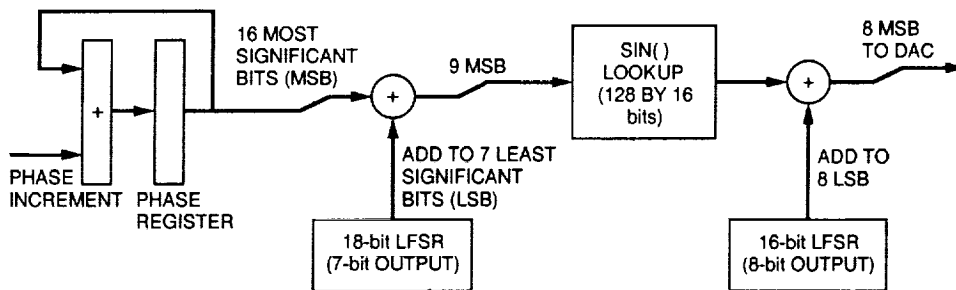 16 MOST
SIGNIFICANT
BITS (MSB)
9 MSB
SIN( )
LOOKUP
(128 BY 16
bits)
8 MSB
TO DAC
+
+
+
PHASE
INCREMENT
PHASE
REGISTER
ADD TO 7 LEAST
SIGNIFICANT
BITS (LSB)
ADD TO
8 LSB
18-bit LFSR
(7-bit OUTPUT)
16-bit LFSR
(8-bit OUTPUT)